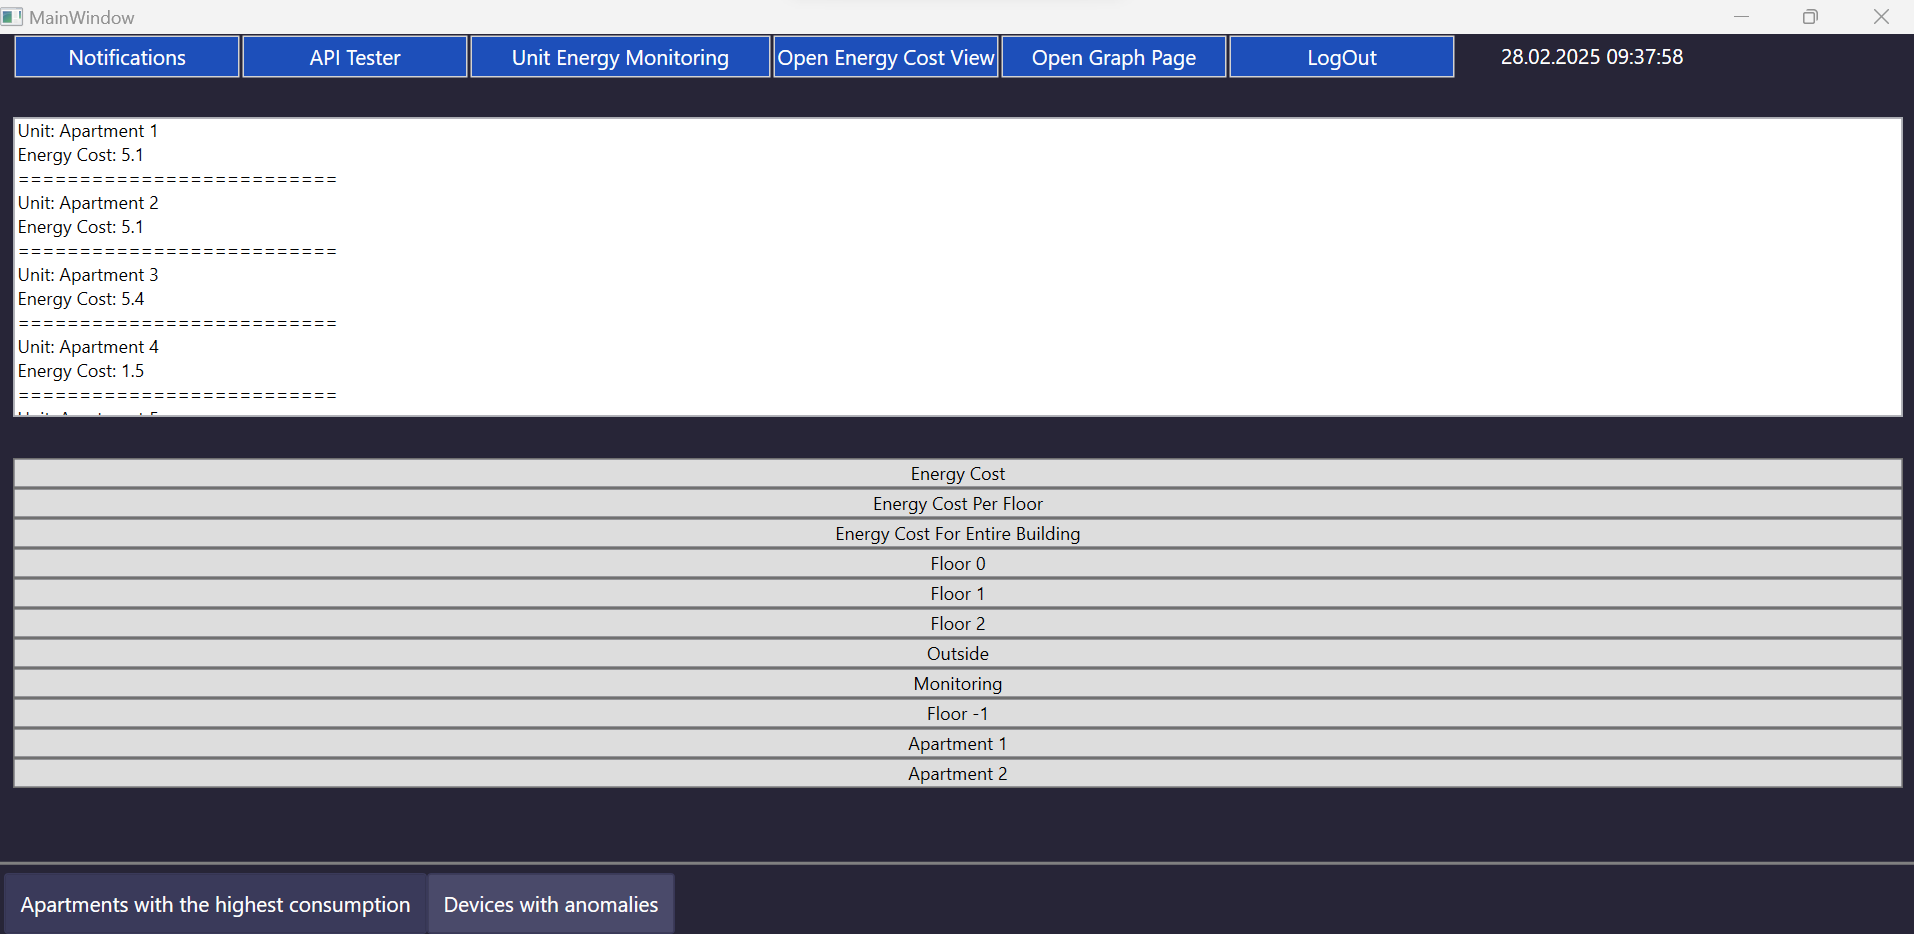 MainWindow
Notifications
API Tester
Unit Energy Monitoring
Open Energy Cost View
Open Graph Page
LogOut
28.02.2025 09:37:58
Unit: Apartment 1
Energy Cost: 5.1
==========================
Unit: Apartment 2
Energy Cost: 5.1
==========================
Unit: Apartment 3
Energy Cost: 5.4
==========================
Unit: Apartment 4
Energy Cost: 1.5
==========================
Energy Cost
Energy Cost Per Floor
Energy Cost For Entire Building
Floor 0
Floor 1
Floor 2
Outside
Monitoring
Floor -1
Apartment 1
Apartment 2
Apartments with the highest consumption
Devices with anomalies